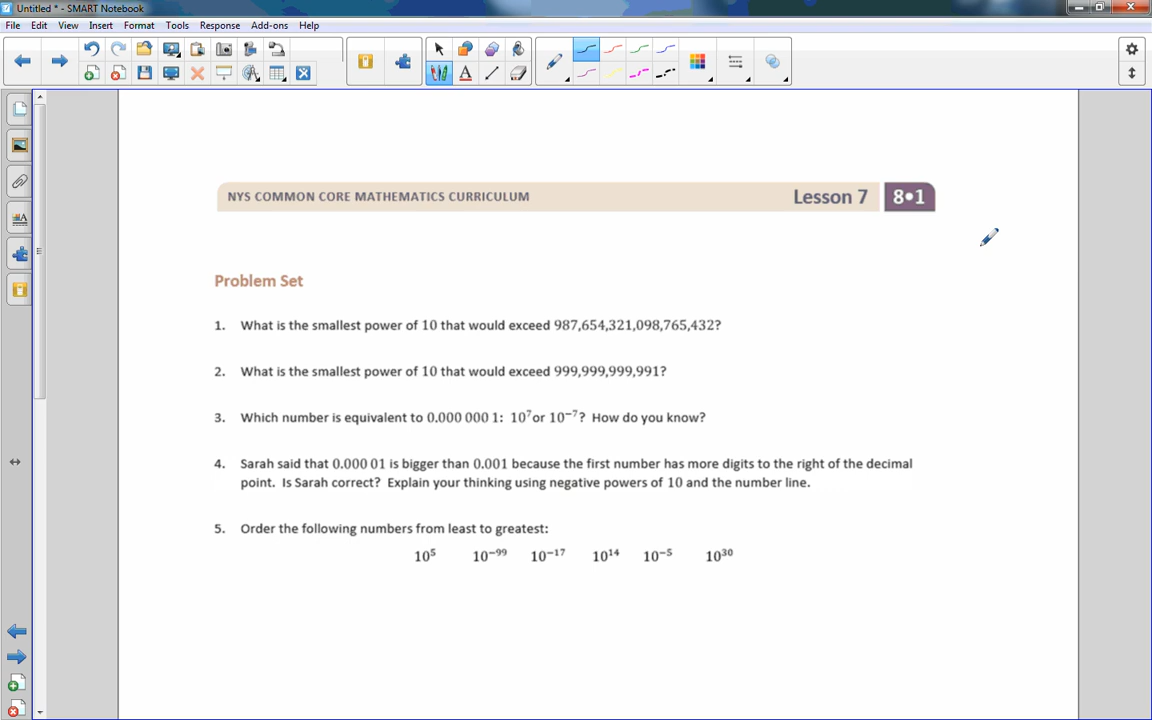 Untitled * - SMART Notebook
File Edit View Insert Format Tools Response Add-ons Help
NYS COMMON CORE MATHEMATICS CURRICULUM Lesson 7 8•1
Problem Set
1. What is the smallest power of 10 that would exceed 987,654,321,098,765,432?
2. What is the smallest power of 10 that would exceed 999,999,999,991?
3. Which number is equivalent to 0.000 000 1: 10⁷ or 10⁻⁷? How do you know?
4. Sarah said that 0.000 01 is bigger than 0.001 because the first number has more digits to the right of the decimal
point. Is Sarah correct? Explain your thinking using negative powers of 10 and the number line.
5. Order the following numbers from least to greatest:
10⁵ 10⁻⁹⁹ 10⁻¹⁷ 10¹⁴ 10⁻⁵ 10³⁰